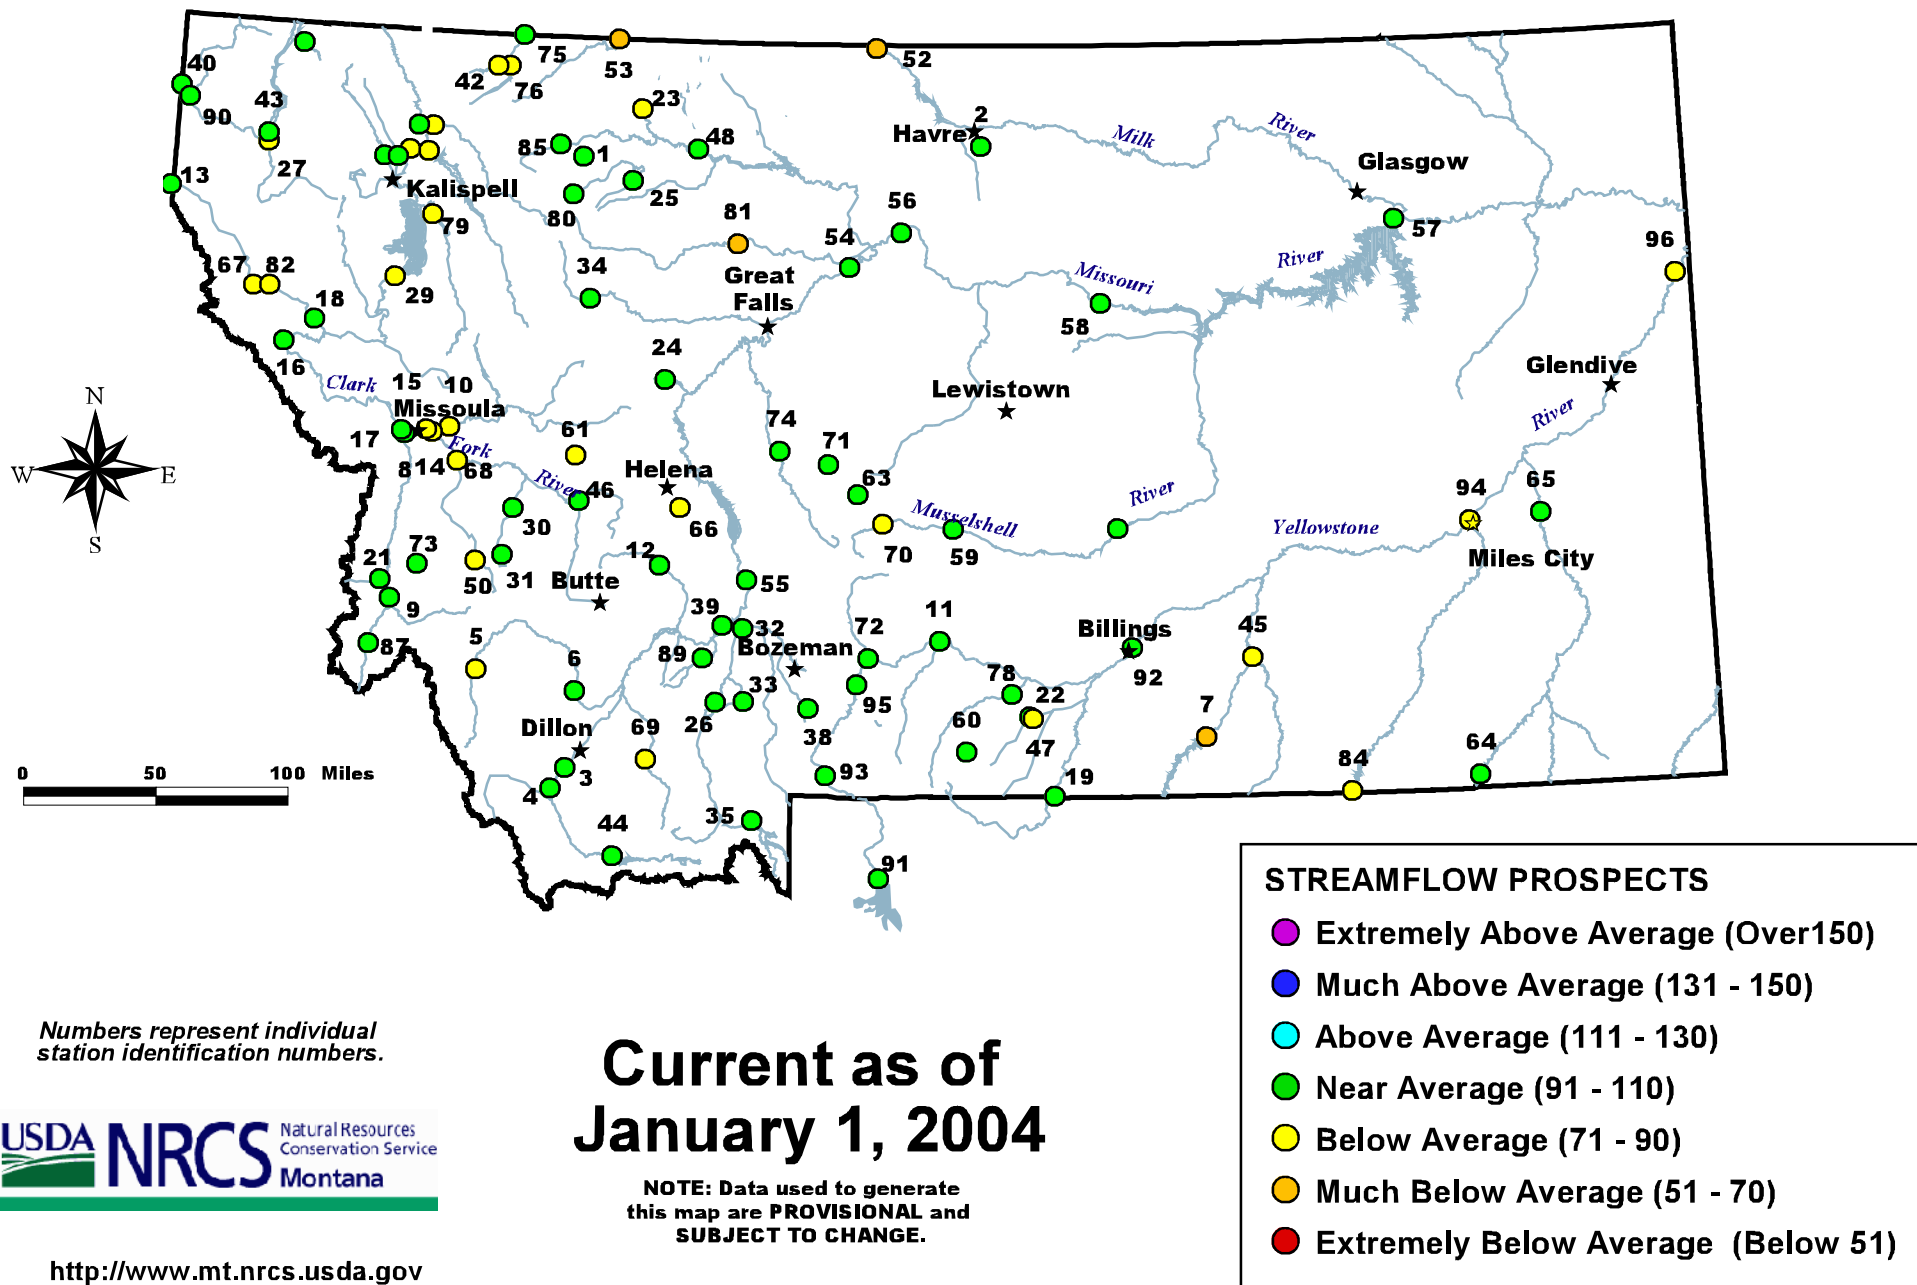 40
75
53
52
42
76
43
23
90
2
Havre
Milk
River
85
1
48
Glasgow
27
13
Kalispell
25
80
79
81
56
57
54
96
67
82
34
Great
Falls
River
Missouri
29
18
58
16
24
Glendive
Clark
15
10
Missoula
Lewistown
River
N
W
E
S
17
74
Fork
61
71
8
14
68
River
46
Helena
63
River
94
65
30
66
Musselshell
Yellowstone
70
59
73
12
21
50
31
Butte
55
Miles City
9
39
11
5
32
72
Billings
45
87
6
89
Bozeman
92
33
78
22
7
26
95
60
Dillon
69
38
47
64
0
50
100
Miles
3
93
19
84
4
44
35
91
STREAMFLOW PROSPECTS
Extremely Above Average (Over150)
Much Above Average (131 - 150)
Above Average (111 - 130)
Near Average (91 - 110)
Below Average (71 - 90)
Much Below Average (51 - 70)
Extremely Below Average (Below 51)
Numbers represent individual
station identification numbers.
Current as of
January 1, 2004
USDA
NRCS
Natural Resources
Conservation Service
Montana
NOTE: Data used to generate
this map are PROVISIONAL and
SUBJECT TO CHANGE.
http://www.mt.nrcs.usda.gov